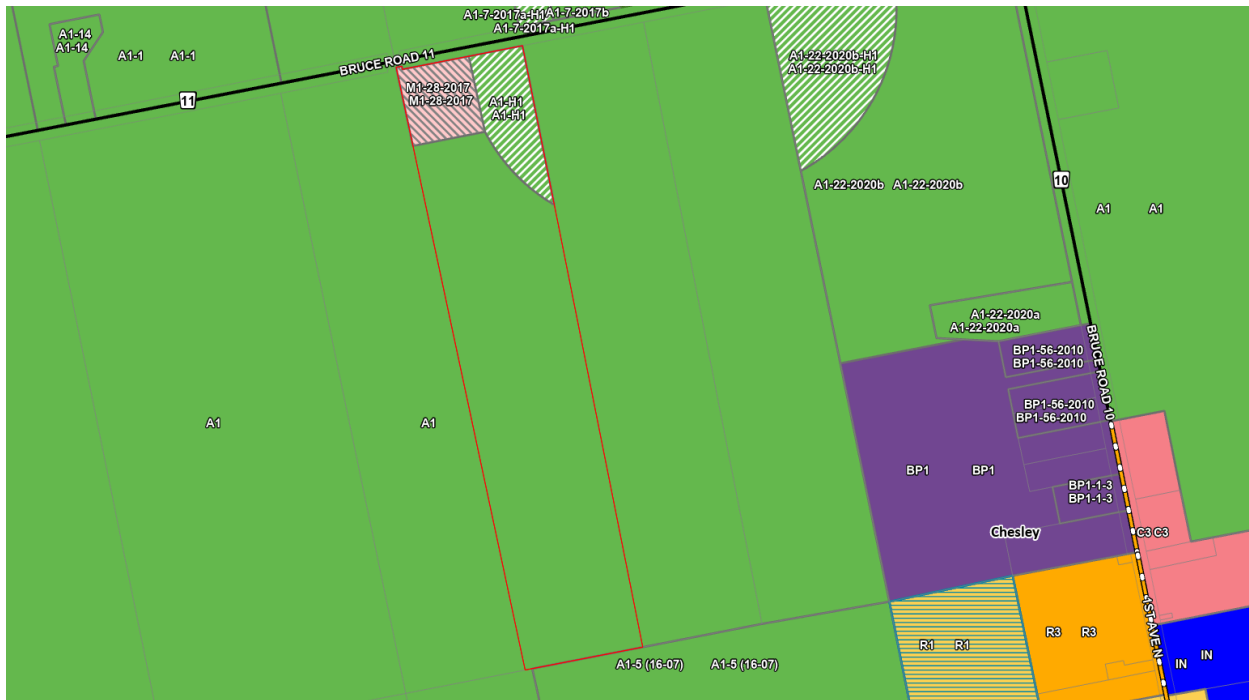 A1-7-2017a-H1 A1-7-2017b
A1-7-2017a-H1
A1-14
A1-14
A1-1 A1-1
BRUCE ROAD 11
11
M1-28-2017
M1-28-2017
A1-H1
A1-H1
A1-22-2020b-H1
A1-22-2020b-H1
10
A1-22-2020b A1-22-2020b
A1 A1
A1-22-2020a
A1-22-2020a
BRUCE ROAD 10
BP1-56-2010
BP1-56-2010
BP1-56-2010
BP1-56-2010
A1 A1
BP1 BP1
BP1-1-3
BP1-1-3
Chesley
C3 C3
1ST AVE N
R1 R1
R3 R3
IN IN
A1-5 (16-07) A1-5 (16-07)